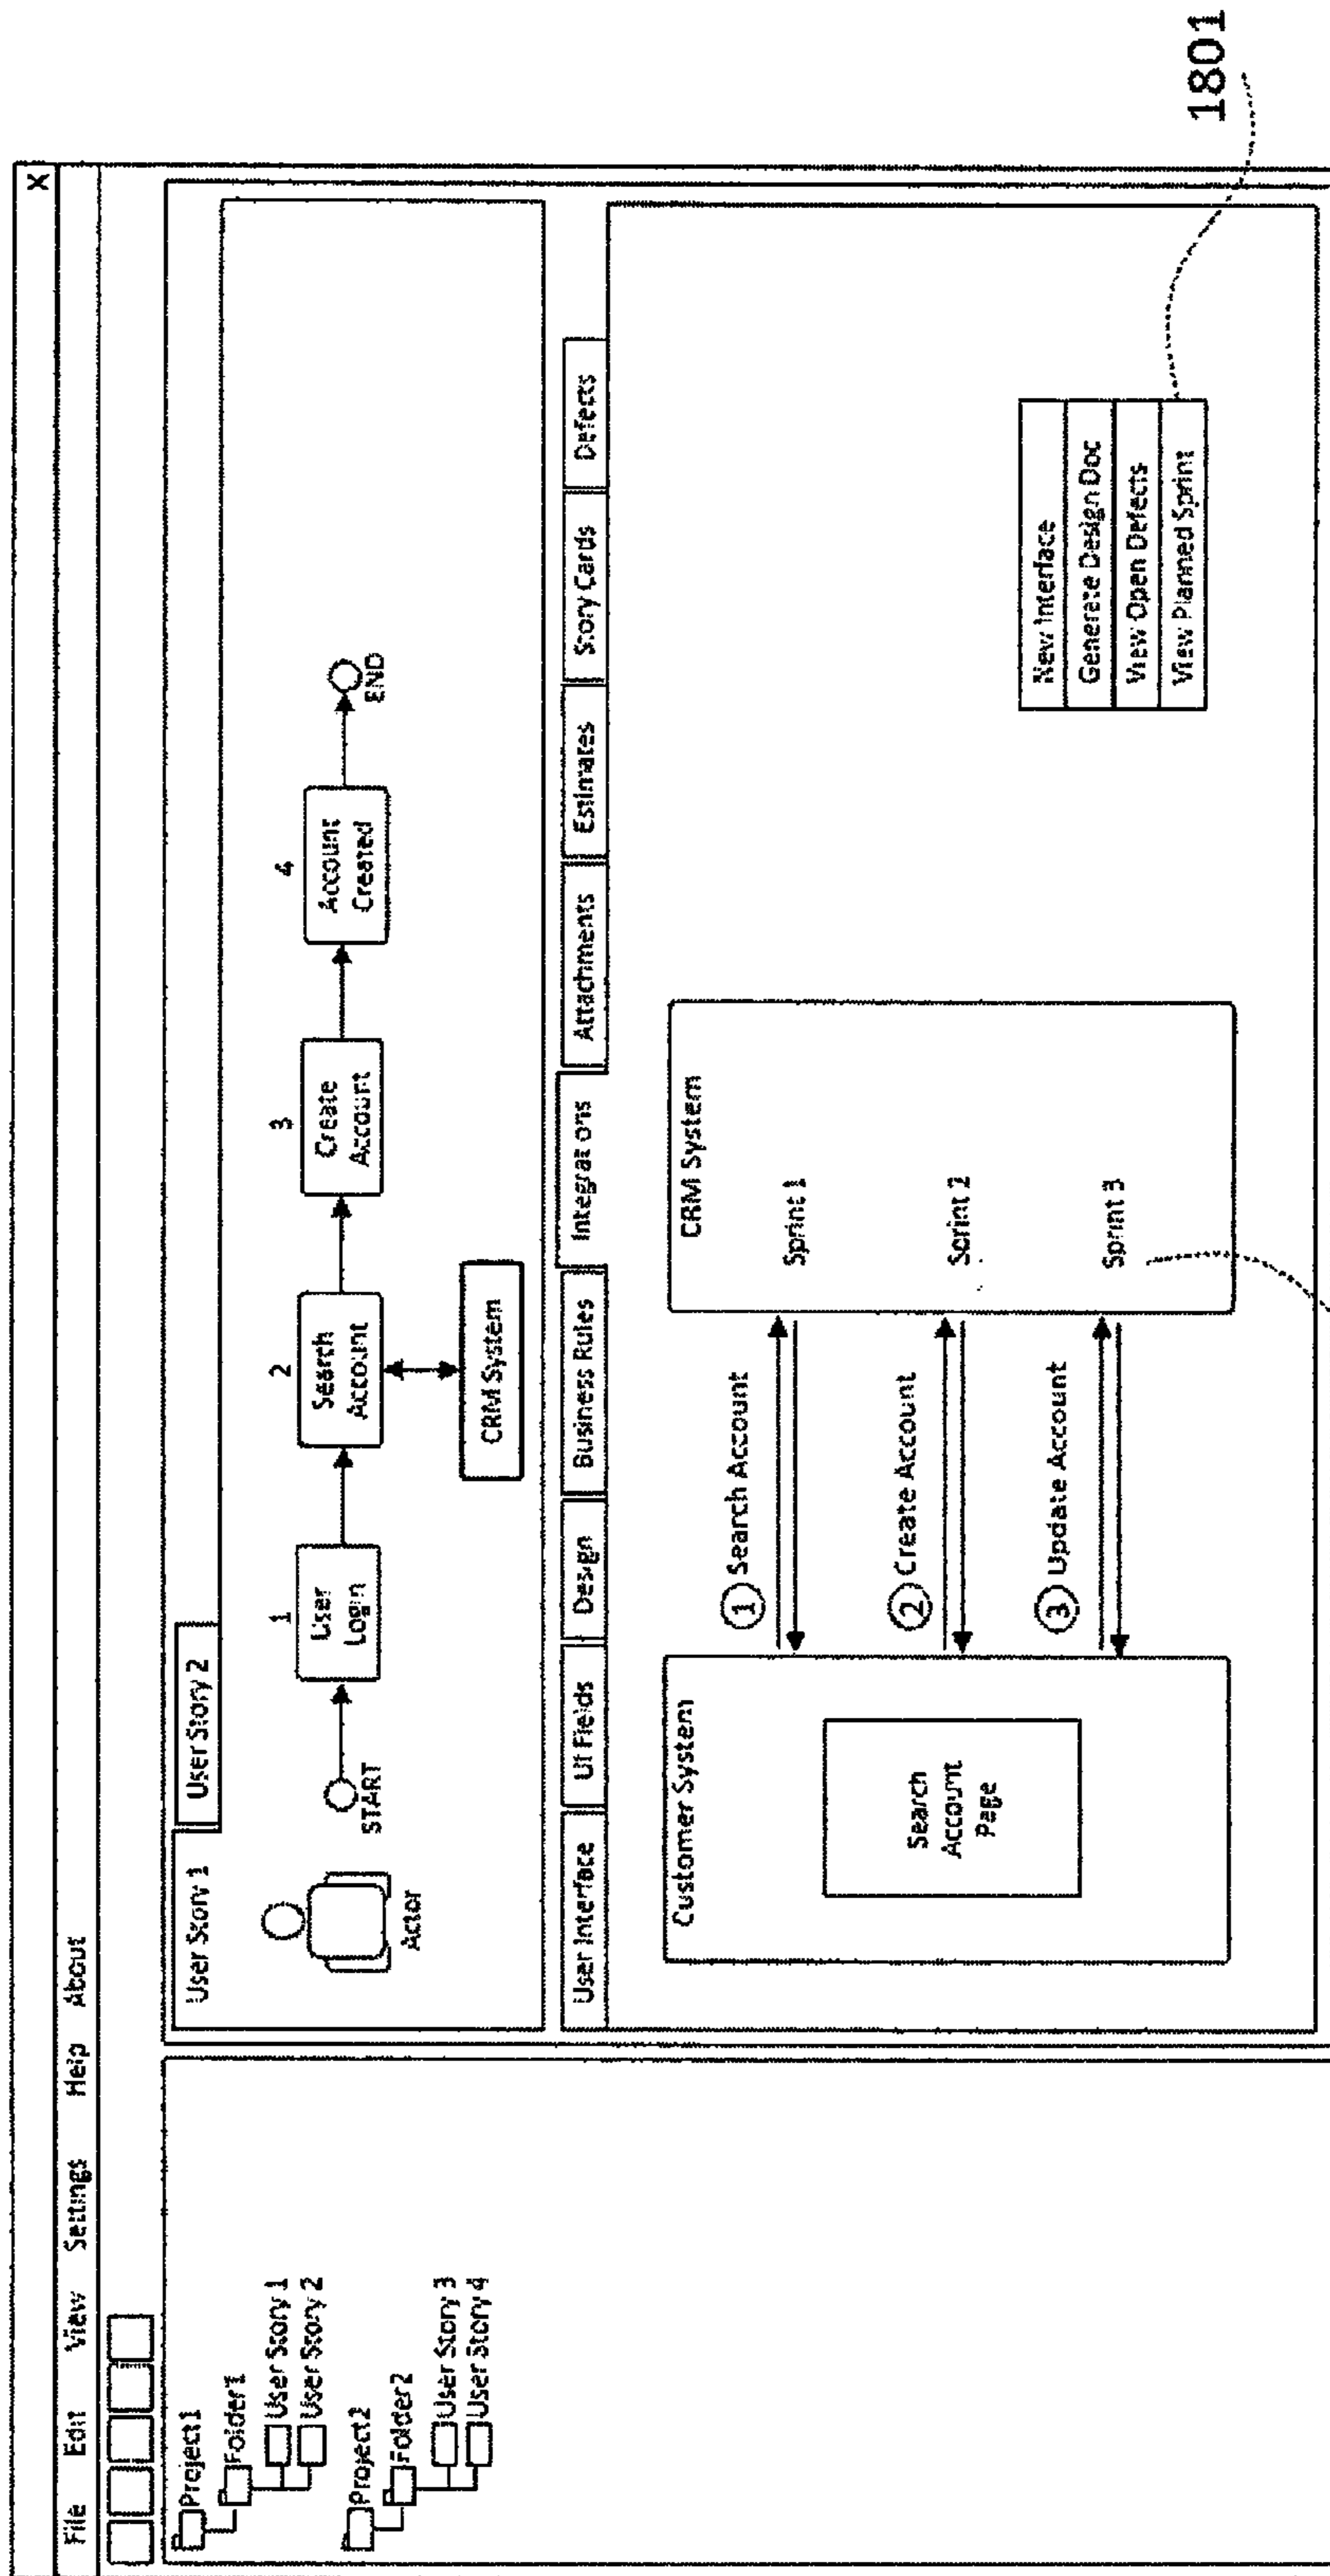 X
File Edit View Settings Help About
Project1
Folder1
User Story 1
User Story 2
Project2
Folder2
User Story 3
User Story 4
User Story 1
User Story 2
Actor
START
1
User
Login
2
Search
Account
CRM System
3
Create
Account
4
Account
Created
END
User Interface
UI Fields
Design
Business Rules
Integrat ons
Attachments
Estimates
Story Cards
Defects
Customer System
Search
Account
Page
1 Search Account
2 Create Account
3 Update Account
CRM System
Sprint 1
Sprint 2
Sprint 3
New Interface
Generate Design Doc
View Open Defects
View Planned Sprint
1801